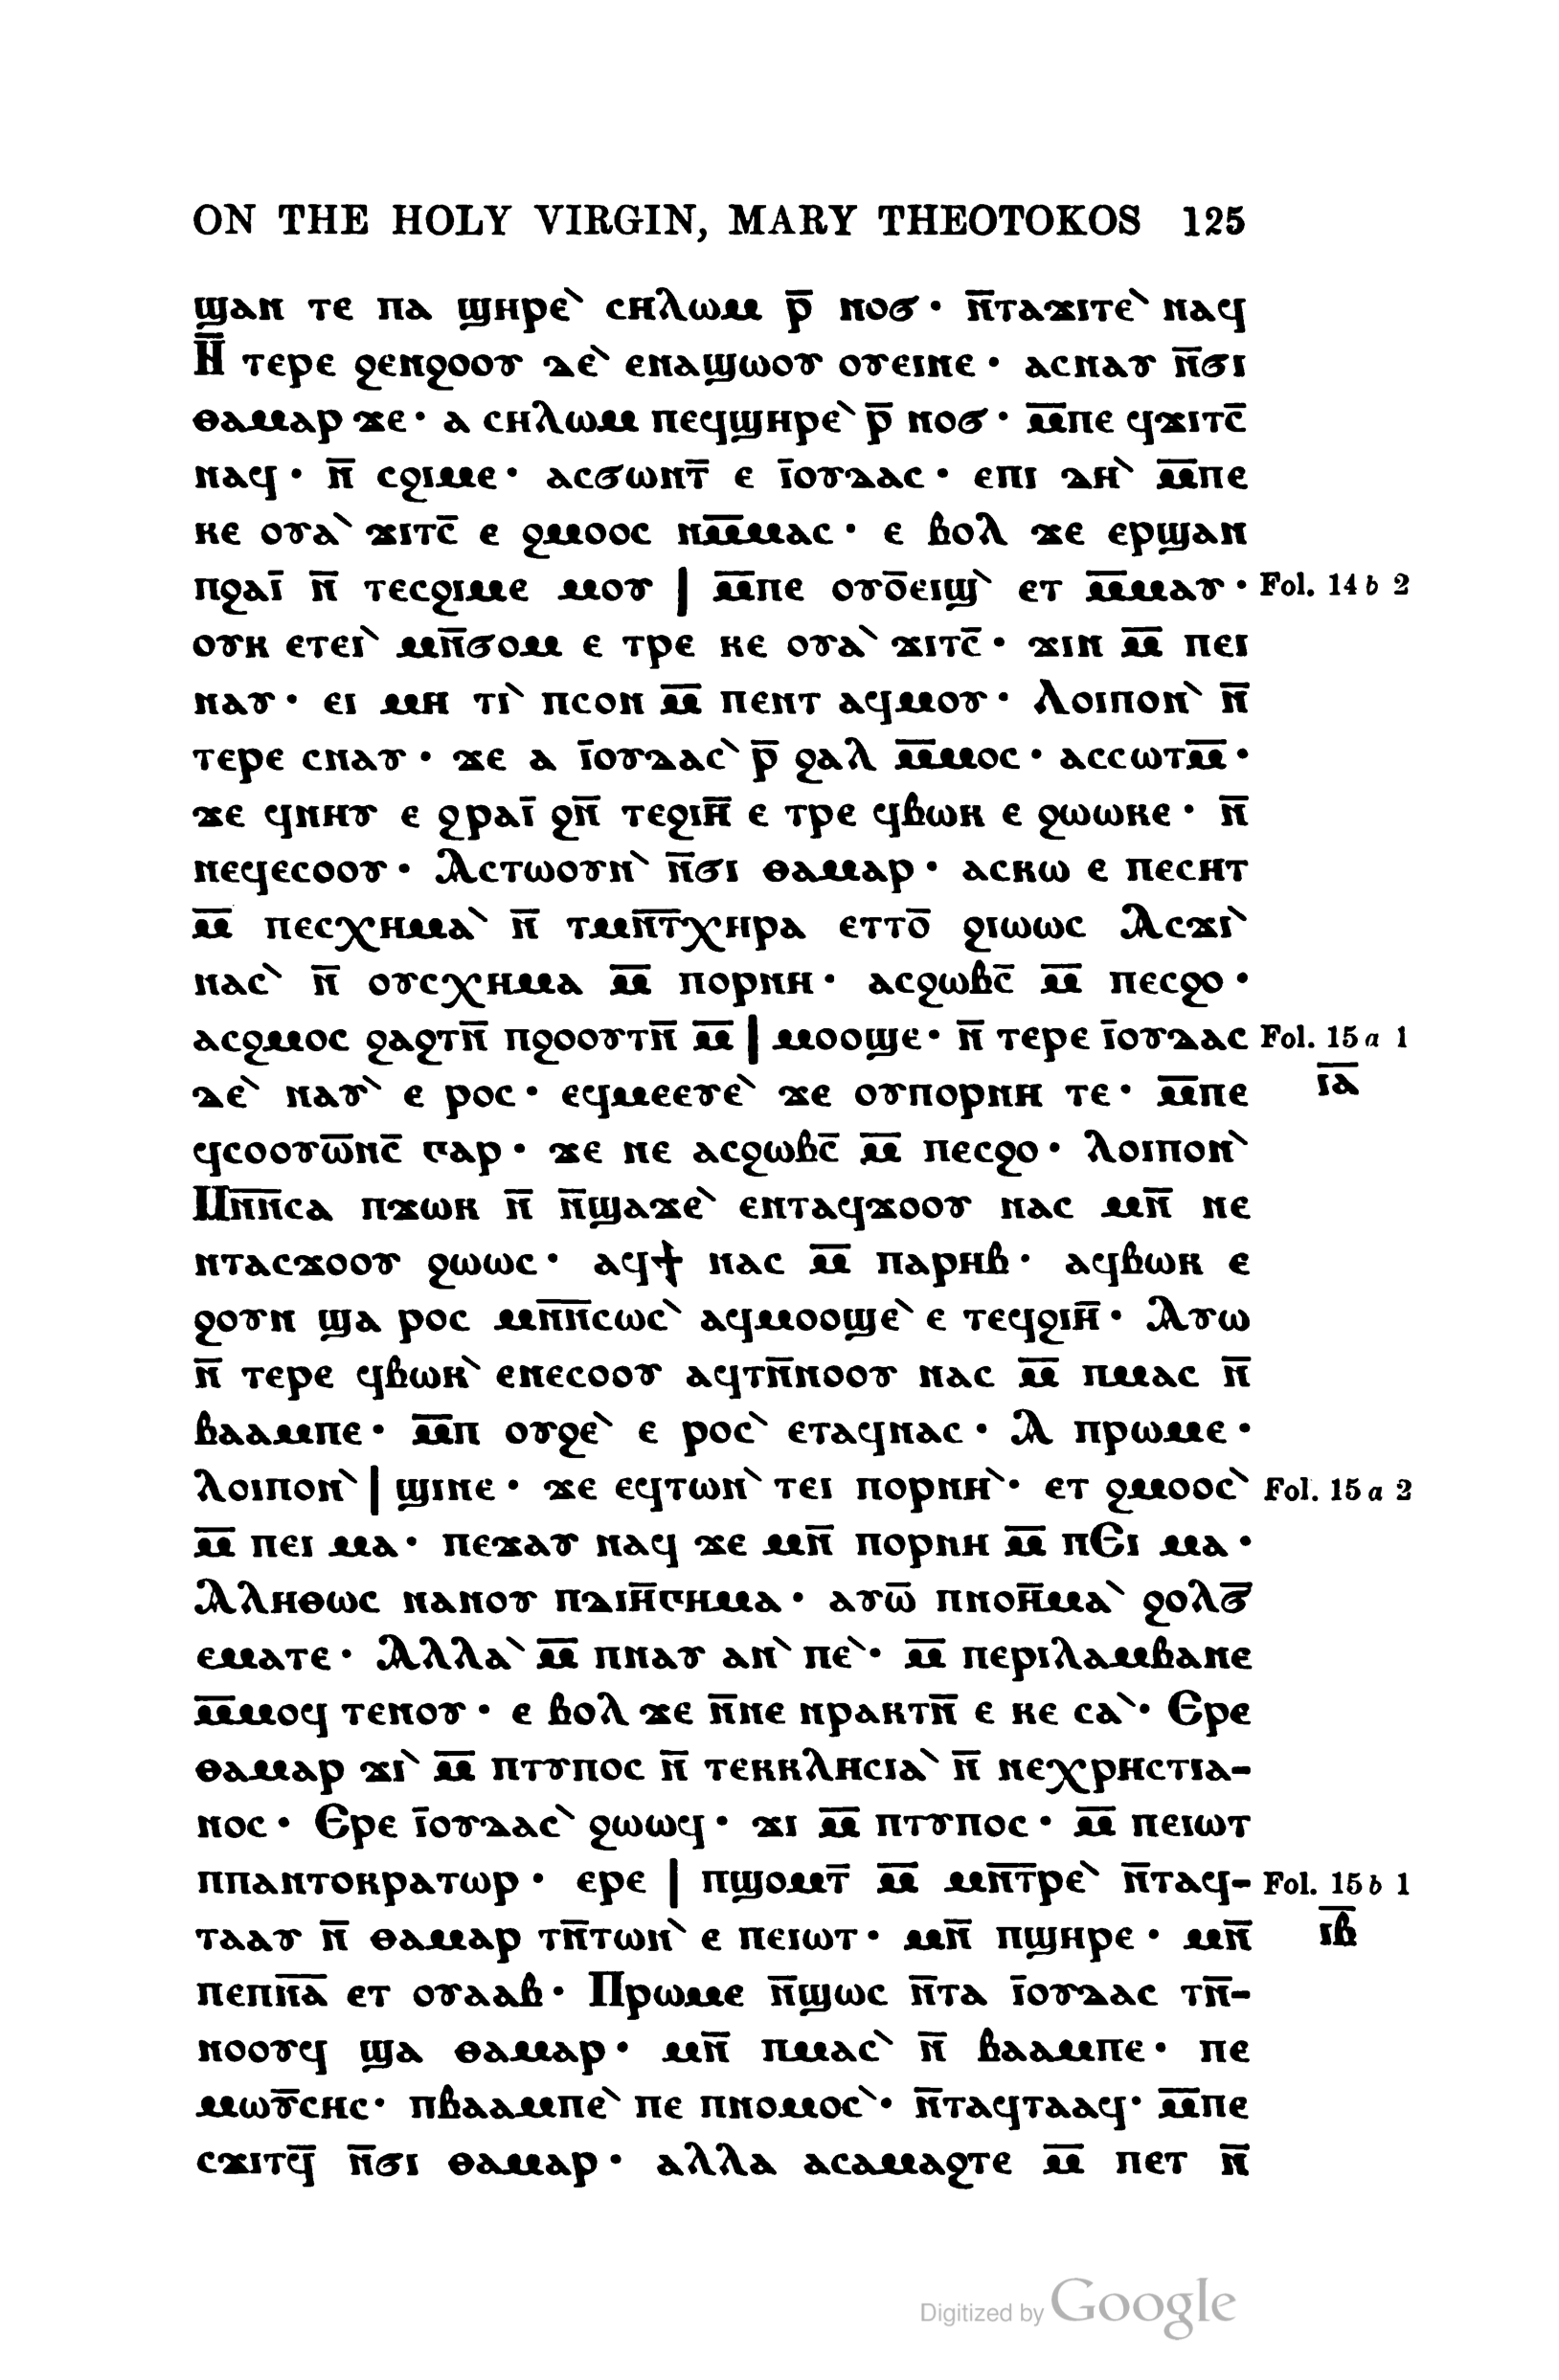 ON THE HOLY VIRGIN, MARY THEOTOKOS 125
ϣⲁⲛ ⲧⲉ ⲡⲁ ϣⲏⲣⲉ̀ ⲥⲏⲗⲱⲙ ⲣ̄ ⲛⲟϭ · ⲛ̄ⲧⲁϫⲓⲧⲉ̀ ⲛⲁϥ
Ⲛ̄ ⲧⲉⲣⲉ ϩⲉⲛϩⲟⲟⲩ ⲇⲉ̀ ⲉⲛⲁϣⲱⲟⲩ ⲟⲩⲉⲓⲛⲉ · ⲁⲥⲛⲁⲩ ⲛ̄ϭⲓ
ⲑⲁⲙⲁⲣ ϫⲉ · ⲁ ⲥⲏⲗⲱⲙ ⲡⲉϥϣⲏⲣⲉ̀ ⲣ̄ ⲛⲟϭ · ⲙ̄ⲡⲉ ϥϫⲓⲧⲥ̄
ⲛⲁϥ · ⲛ̄ ⲥϩⲓⲙⲉ · ⲁⲥϭⲱⲛⲧ̄ ⲉ ⲓ̄ⲟⲩⲇⲁⲥ · ⲉⲡⲓ ⲇⲏ̀ ⲙ̄ⲡⲉ
ⲕⲉ ⲟⲩⲁ̀ ϫⲓⲧⲥ̄ ⲉ ϩⲙⲟⲟⲥ ⲛⲙ̄ⲙⲁⲥ · ⲉ ⲃⲟⲗ ϫⲉ ⲉⲣϣⲁⲛ
ⲡϩⲁⲓ̄ ⲛ̄ ⲧⲉⲥϩⲓⲙⲉ ⲙⲟⲩ | ⲙ̄ⲡⲉ ⲟⲩⲟ̄ⲉⲓϣ̀ ⲉⲧ ⲙ̄ⲙⲁⲩ · Fol. 14 b 2
ⲟⲩⲕ ⲉⲧⲉⲓ̀ ⲙⲛ̄ϭⲟⲙ ⲉ ⲧⲣⲉ ⲕⲉ ⲟⲩⲁ̀ ϫⲓⲧⲥ̄ · ϫⲓⲛ ⲙ̄ ⲡⲉⲓ
ⲛⲁⲩ · ⲉⲓ ⲙⲏ ⲧⲓ̀ ⲡⲥⲟⲛ ⲙ̄ ⲡⲉⲛⲧ ⲁϥⲙⲟⲩ · ⲗⲟⲓⲡⲟⲛ̀ ⲛ̄
ⲧⲉⲣⲉ ⲥⲛⲁⲩ · ϫⲉ ⲁ ⲓ̄ⲟⲩⲇⲁⲥ̀ ⲣ̄ ϩⲁⲗ ⲙ̄ⲙⲟⲥ · ⲁⲥⲥⲱⲧⲙ̄ ·
ϫⲉ ϥⲛⲏⲩ ⲉ ϩⲣⲁⲓ̄ ϩⲛ̄ ⲧⲉϩⲓⲏ̄ ⲉ ⲧⲣⲉ ϥⲃⲱⲕ ⲉ ϩⲱⲱⲕⲉ · ⲛ̄
ⲛⲉϥⲉⲥⲟⲟⲩ · Ⲁⲥⲧⲱⲟⲩⲛ̀ ⲛ̄ϭⲓ ⲑⲁⲙⲁⲣ · ⲁⲥⲕⲱ ⲉ ⲡⲉⲥⲏⲧ
ⲙ̄ ⲡⲉⲥⲭⲏⲙⲁ̀ ⲛ̄ ⲧⲙⲛ̄ⲧ̄ⲭⲏⲣⲁ ⲉⲧⲧⲟ̄ ϩⲓⲱⲱⲥ Ⲁⲥϫⲓ̀
ⲛⲁⲥ̀ ⲛ̄ ⲟⲩⲥⲭⲏⲙⲁ ⲙ̄ ⲡⲟⲣⲛⲏ · ⲁⲥϩⲱⲃⲥ̄ ⲙ̄ ⲡⲉⲥϩⲟ ·
ⲁⲥϩⲙⲟⲥ ϩⲁϩⲧⲛ̄ ⲡϩⲟⲟⲩⲧⲛ̄ ⲙ̄ | ⲙⲟⲟϣⲉ · ⲛ̄ ⲧⲉⲣⲉ ⲓ̄ⲟⲩⲇⲁⲥ Fol. 15 a 1
ⲇⲉ̀ ⲛⲁⲩ̀ ⲉ ⲣⲟⲥ · ⲉϥⲙⲉⲉⲩⲉ̀ ϫⲉ ⲟⲩⲡⲟⲣⲛⲏ ⲧⲉ · ⲙ̄ⲡⲉ ⲓ̄ⲁ̄
ϥⲥⲟⲟⲩⲱ̄ⲛⲥ̄ ⲅⲁⲣ · ϫⲉ ⲛⲉ ⲁⲥϩⲱⲃⲥ̄ ⲙ̄ ⲡⲉⲥϩⲟ · ⲗⲟⲓⲡⲟⲛ̀
Ⲙⲛ̄ⲛ̄ⲥⲁ ⲡϫⲱⲕ ⲛ̄ ⲛ̄ϣⲁϫⲉ̀ ⲉⲛⲧⲁϥϫⲟⲟⲩ ⲛⲁⲥ ⲙⲛ̄ ⲛⲉ
ⲛⲧⲁⲥϫⲟⲟⲩ ϩⲱⲱⲥ · ⲁϥϯ ⲛⲁⲥ ⲙ̄ ⲡⲁⲣⲏⲃ · ⲁϥⲃⲱⲕ ⲉ
ϩⲟⲩⲛ ϣⲁ ⲣⲟⲥ ⲙⲛ̄ⲛ̄ⲥⲱⲥ̀ ⲁϥⲙⲟⲟϣⲉ̀ ⲉ ⲧⲉϥϩⲓⲏ̄ · Ⲁⲩⲱ
ⲛ̄ ⲧⲉⲣⲉ ϥⲃⲱⲕ̀ ⲉⲛⲉⲥⲟⲟⲩ ⲁϥⲧⲛ̄ⲛⲟⲟⲩ ⲛⲁⲥ ⲙ̄ ⲡⲙⲁⲥ ⲛ̄
ⲃⲁⲁⲙⲡⲉ · ⲙ̄ⲡ ⲟⲩϩⲉ̀ ⲉ ⲣⲟⲥ̀ ⲉⲧⲁϥⲛⲁⲥ · Ⲁ ⲡⲣⲱⲙⲉ ·
ⲗⲟⲓⲡⲟⲛ̀ | ϣⲓⲛⲉ · ϫⲉ ⲉϥⲧⲱⲛ̀ ⲧⲉⲓ ⲡⲟⲣⲛⲏ̀ · ⲉⲧ ϩⲙⲟⲟⲥ̀ Fol. 15 a 2
ⲙ̄ ⲡⲉⲓ ⲙⲁ · ⲡⲉϫⲁⲩ ⲛⲁϥ ϫⲉ ⲙⲛ̄ ⲡⲟⲣⲛⲏ ⲙ̄ ⲡⲈⲓ ⲙⲁ ·
Ⲁⲗⲏⲑⲱⲥ ⲛⲁⲛⲟⲩ ⲡⲇⲓⲏ̄ⲅⲏⲙⲁ · ⲁⲩⲱ̄ ⲡⲛⲟⲏ̄ⲙⲁ̀ ϩⲟⲗϭ̄
ⲉⲙⲁⲧⲉ · Ⲁⲗⲗⲁ̀ ⲙ̄ ⲡⲛⲁⲩ ⲁⲛ̀ ⲡⲉ̀ · ⲙ̄ ⲡⲉⲣⲓⲗⲁⲙⲃⲁⲛⲉ
ⲙ̄ⲙⲟϥ ⲧⲉⲛⲟⲩ · ⲉ ⲃⲟⲗ ϫⲉ ⲛ̄ⲛⲉ ⲛⲣⲁⲕⲧⲛ̄ ⲉ ⲕⲉ ⲥⲁ̀ · Ⲉⲣⲉ
ⲑⲁⲙⲁⲣ ϫⲓ̀ ⲙ̄ ⲡⲧⲩⲡⲟⲥ ⲛ̄ ⲧⲉⲕⲕⲗⲏⲥⲓⲁ̀ ⲛ̄ ⲛⲉⲭⲣⲏⲥⲧⲓⲁ-
ⲛⲟⲥ · Ⲉⲣⲉ ⲓ̄ⲟⲩⲇⲁⲥ̀ ϩⲱⲱϥ · ϫⲓ ⲙ̄ ⲡⲧⲩⲡⲟⲥ · ⲙ̄ ⲡⲉⲓⲱⲧ
ⲡⲡⲁⲛⲧⲟⲕⲣⲁⲧⲱⲣ · ⲉⲣⲉ | ⲡϣⲟⲙⲧ̄ ⲙ̄ ⲙⲛ̄ⲧ̄ⲣⲉ̀ ⲛ̄ⲧⲁϥ- Fol. 15 b 1
ⲧⲁⲁⲩ ⲛ̄ ⲑⲁⲙⲁⲣ ⲧⲛ̄ⲧⲱⲛ̀ ⲉ ⲡⲉⲓⲱⲧ · ⲙⲛ̄ ⲡϣⲏⲣⲉ · ⲙⲛ̄ ⲓ̄ⲃ̄
ⲡⲉⲡⲛ̄ⲁ̄ ⲉⲧ ⲟⲩⲁⲁⲃ · Ⲡⲣⲱⲙⲉ ⲛ̄ϣⲱⲥ ⲛ̄ⲧⲁ ⲓ̄ⲟⲩⲇⲁⲥ ⲧⲛ̄-
ⲛⲟⲟⲩϥ ϣⲁ ⲑⲁⲙⲁⲣ · ⲙⲛ̄ ⲡⲙⲁⲥ̀ ⲛ̄ ⲃⲁⲁⲙⲡⲉ · ⲡⲉ
ⲙⲱⲩ̄ⲥⲏⲥ · ⲡⲃⲁⲁⲙⲡⲉ̀ ⲡⲉ ⲡⲛⲟⲙⲟⲥ̀ · ⲛ̄ⲧⲁϥⲧⲁⲁϥ · ⲙ̄ⲡⲉ
ⲥϫⲓⲧϥ̄ ⲛ̄ϭⲓ ⲑⲁⲙⲁⲣ · ⲁⲗⲗⲁ ⲁⲥⲁⲙⲁϩⲧⲉ ⲙ̄ ⲡⲉⲧ ⲛ̄
Digitized by Google